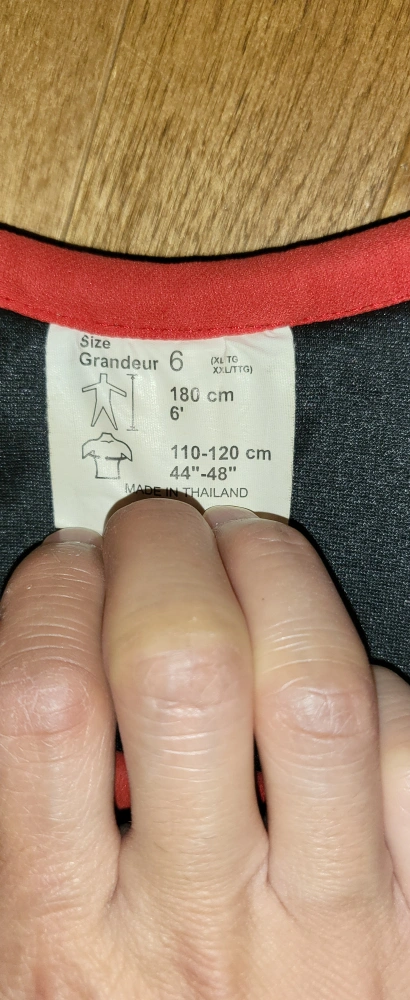 Size
Grandeur 6 (XL TG
XXL/TTG)
180 cm
6'
110-120 cm
44"-48"
MADE IN THAILAND